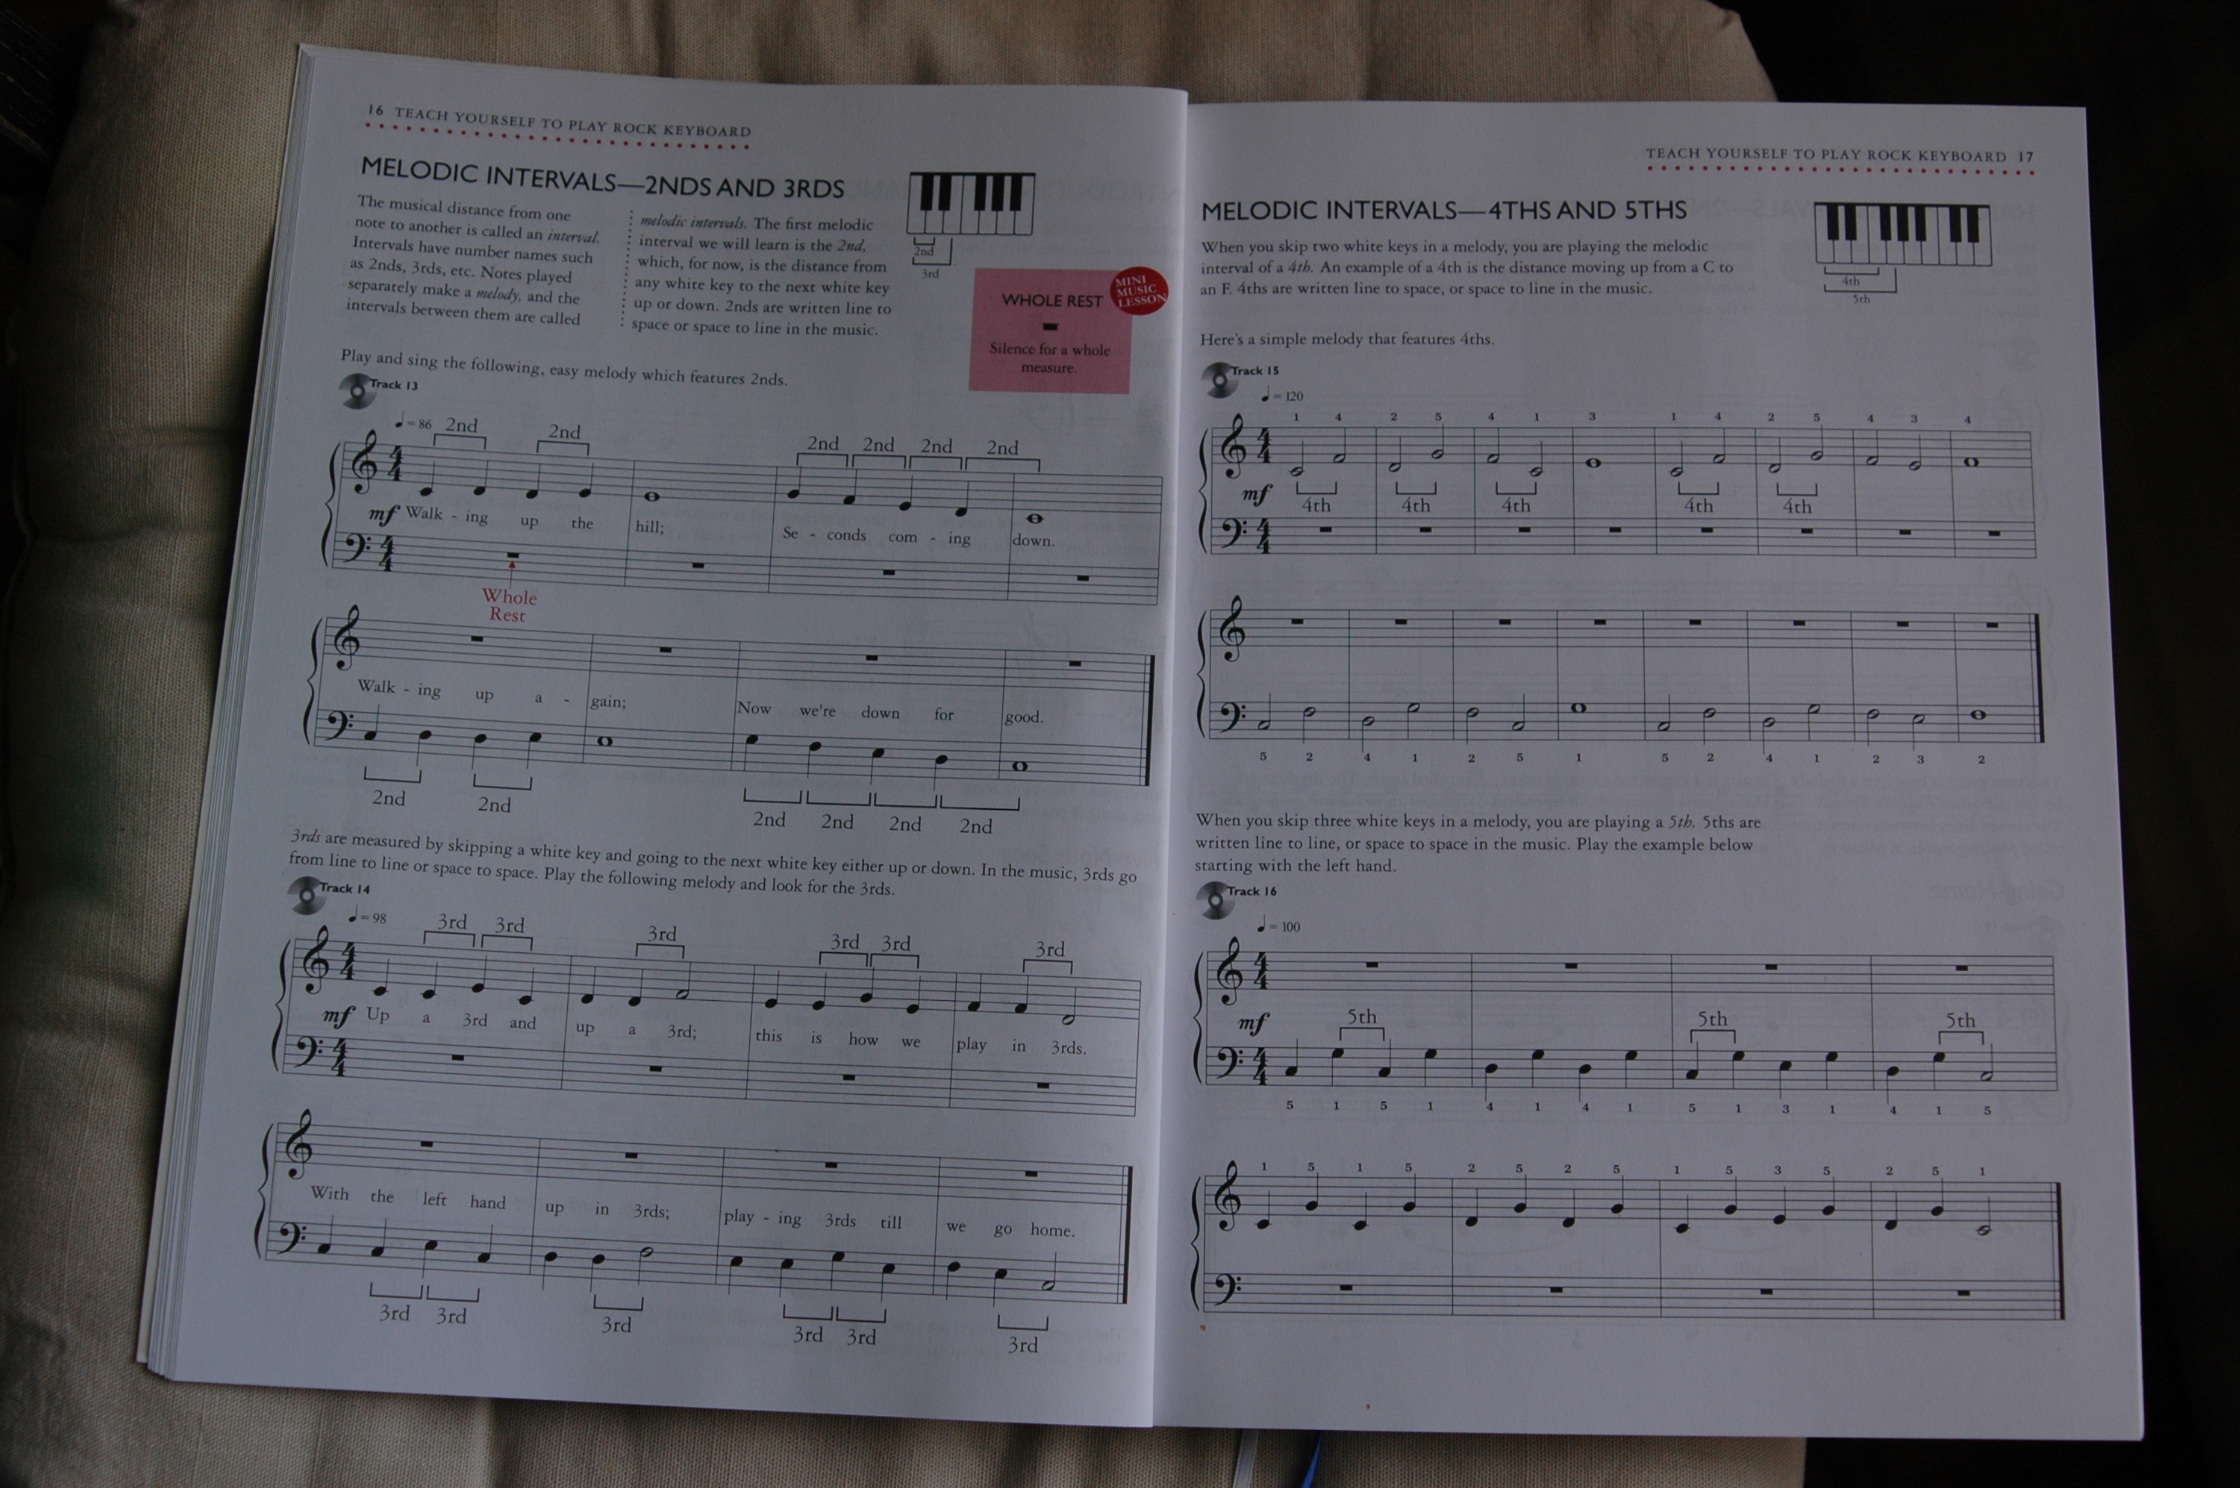 16 TEACH YOURSELF TO PLAY ROCK KEYBOARD
MELODIC INTERVALS—2NDS AND 3RDS
The musical distance from one
note to another is called an interval.
Intervals have number names such
as 2nds, 3rds, etc. Notes played
separately make a melody, and the
intervals between them are called
melodic intervals. The first melodic
interval we will learn is the 2nd,
which, for now, is the distance from
any white key to the next white key
up or down. 2nds are written line to
space or space to line in the music.
2nd
3rd
MINI
MUSIC
LESSON
WHOLE REST
Silence for a whole
measure.
Play and sing the following, easy melody which features 2nds.
Track 13
= 86 2nd 2nd 2nd 2nd 2nd 2nd
4 4
mf Walk - ing up the hill; Se - conds com - ing down.
4 4
Whole
Rest
Walk - ing up a - gain; Now we're down for good.
2nd 2nd 2nd 2nd 2nd 2nd
3rds are measured by skipping a white key and going to the next white key either up or down. In the music, 3rds go
from line to line or space to space. Play the following melody and look for the 3rds.
Track 14
= 98 3rd 3rd 3rd 3rd 3rd 3rd
4 4
mf Up a 3rd and up a 3rd; this is how we play in 3rds.
4 4
With the left hand up in 3rds; play - ing 3rds till we go home.
3rd 3rd 3rd 3rd 3rd 3rd
TEACH YOURSELF TO PLAY ROCK KEYBOARD 17
MELODIC INTERVALS—4THS AND 5THS
When you skip two white keys in a melody, you are playing the melodic
interval of a 4th. An example of a 4th is the distance moving up from a C to
an F. 4ths are written line to space, or space to line in the music.
4th
5th
Here's a simple melody that features 4ths.
Track 15
= 120
1 4 2 5 4 1 3 1 4 2 5 4 3 4
4 4
mf 4th 4th 4th 4th 4th
4 4
5 2 4 1 2 5 1 5 2 4 1 2 3 2
When you skip three white keys in a melody, you are playing a 5th. 5ths are
written line to line, or space to space in the music. Play the example below
starting with the left hand.
Track 16
= 100
4 4
mf 5th 5th 5th
4 4
5 1 5 1 4 1 4 1 5 1 3 1 4 1 5
1 5 1 5 2 5 2 5 1 5 3 5 2 5 1